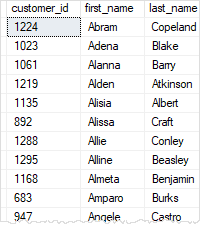 customer_id first_name last_name
1224 Abram Copeland
1023 Adena Blake
1061 Alanna Barry
1219 Alden Atkinson
1135 Alisia Albert
892 Alissa Craft
1288 Allie Conley
1295 Alline Beasley
1168 Almeta Benjamin
683 Amparo Burks
947 Angele Castro